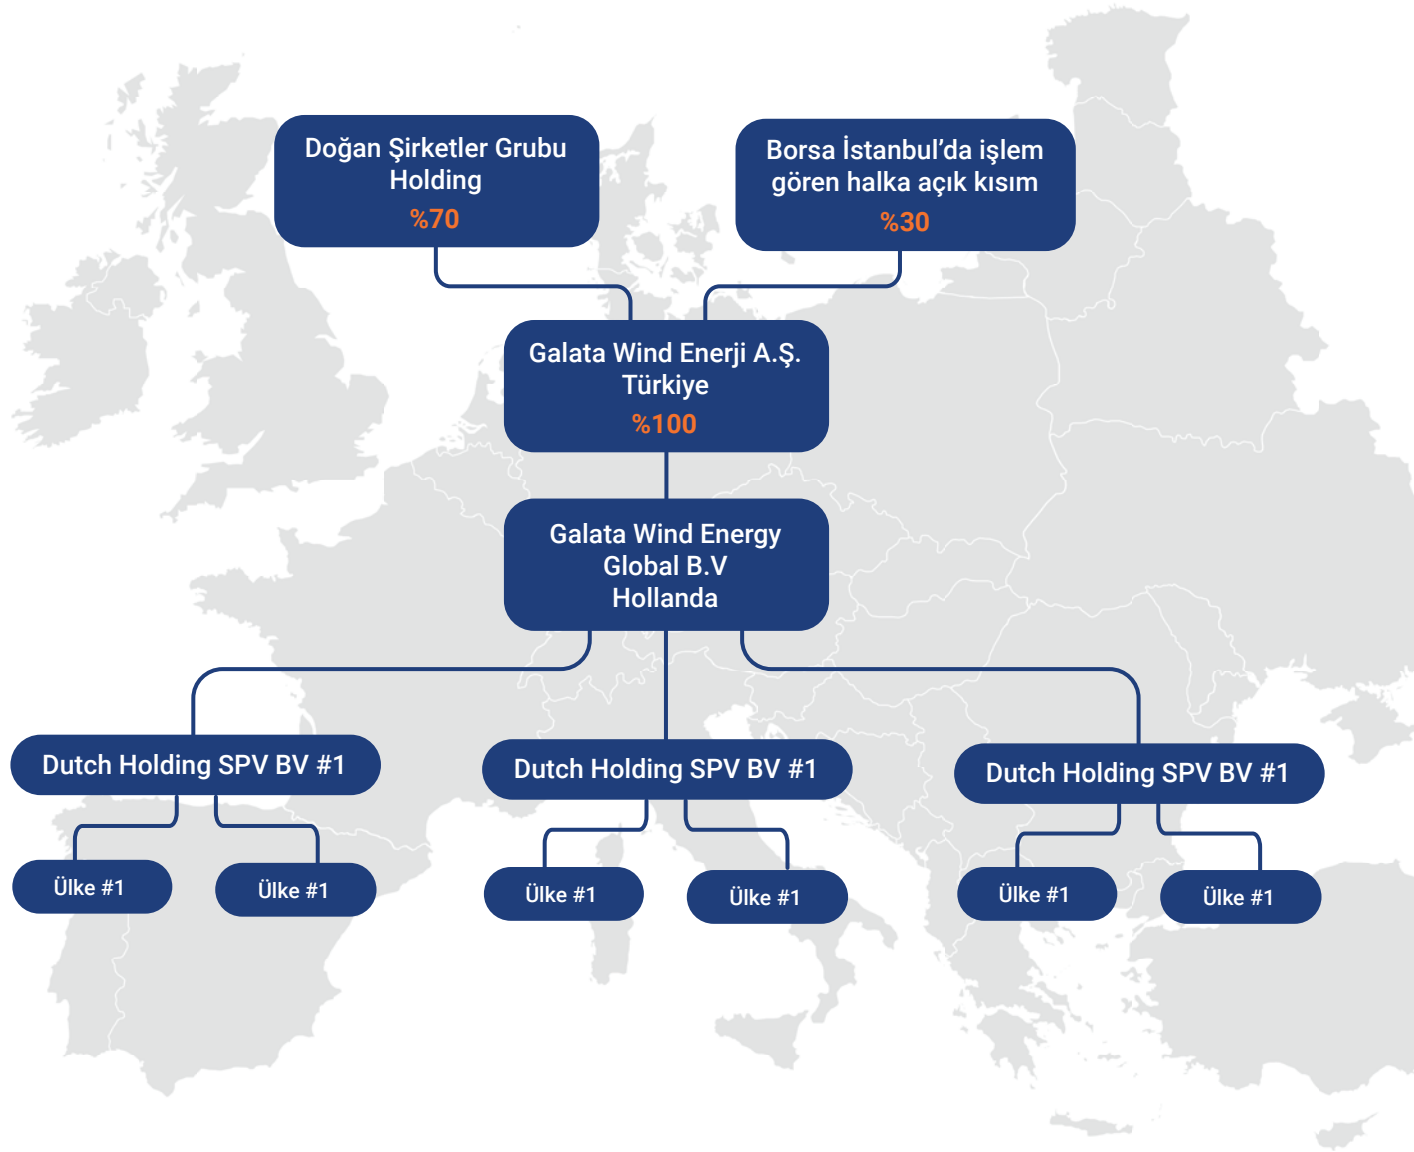 Doğan Şirketler Grubu
Holding
%70
Borsa İstanbul’da işlem
gören halka açık kısım
%30
Galata Wind Enerji A.Ş.
Türkiye
%100
Galata Wind Energy
Global B.V
Hollanda
Dutch Holding SPV BV #1
Dutch Holding SPV BV #1
Dutch Holding SPV BV #1
Ülke #1
Ülke #1
Ülke #1
Ülke #1
Ülke #1
Ülke #1